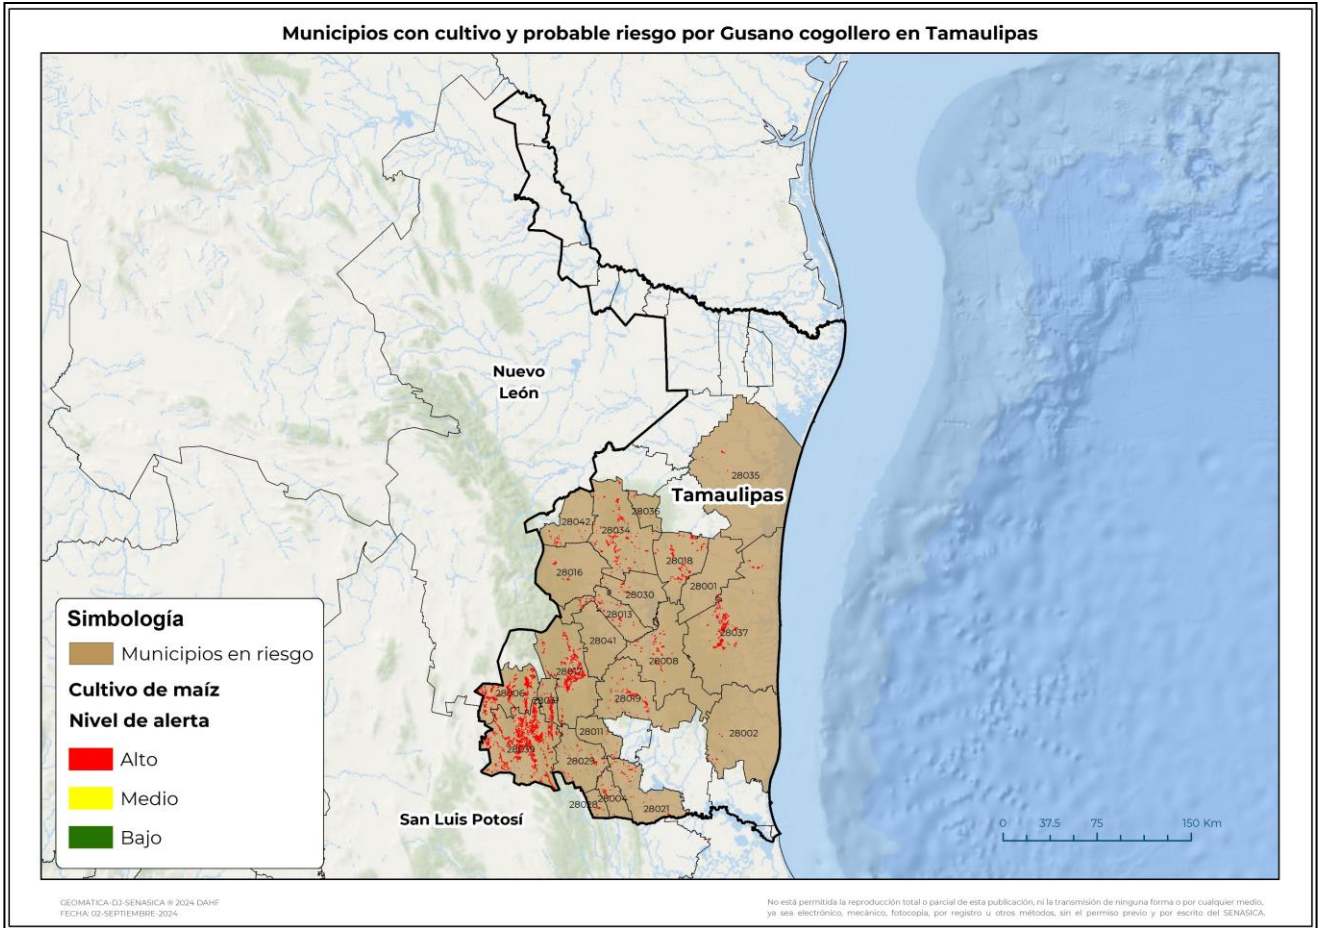 Municipios con cultivo y probable riesgo por Gusano cogollero en Tamaulipas
Nuevo
León
28035
Tamaulipas
28042
28034
28036
28016
28018
28001
28030
28013
28037
28041
28008
28017
28006
28019
28011
28002
28039
28029
28028
28004
28021
San Luis Potosí
Simbología
Municipios en riesgo
Cultivo de maíz
Nivel de alerta
Alto
Medio
Bajo
0 37.5 75 150 Km
GEOMATICA-DJ-SENASICA ® 2024 DAHF
FECHA: 02-SEPTIEMBRE-2024
No está permitida la reproducción total o parcial de esta publicación, ni la transmisión de ninguna forma o por cualquier medio,
ya sea electrónico, mecánico, fotocopia, por registro u otros métodos, sin el permiso previo y por escrito del SENASICA.